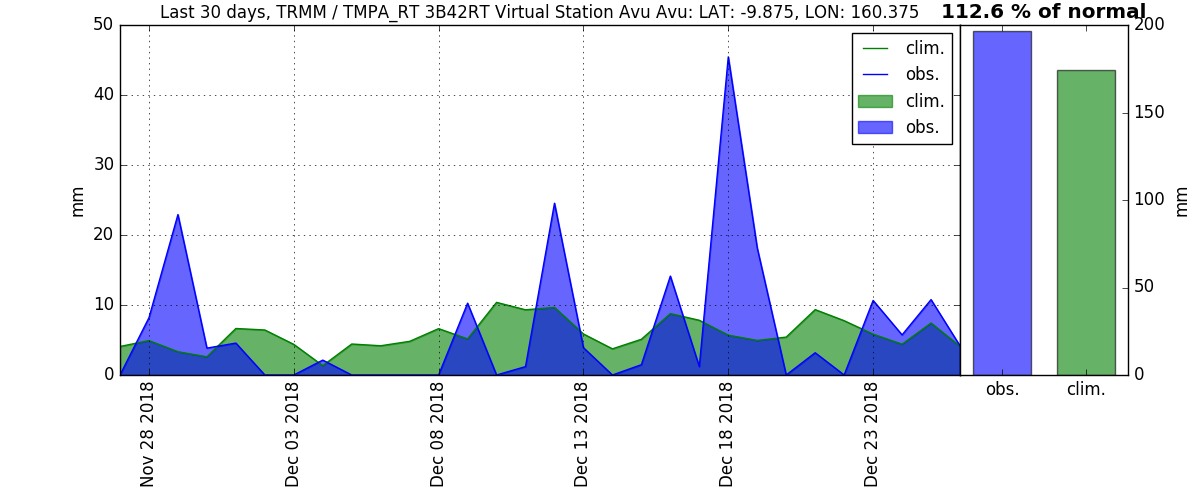 Last 30 days, TRMM / TMPA_RT 3B42RT Virtual Station Avu Avu: LAT: -9.875, LON: 160.375
112.6 % of normal
50
40
30
20
10
0
mm
clim.
obs.
clim.
obs.
200
150
100
50
0
mm
Nov 28 2018
Dec 03 2018
Dec 08 2018
Dec 13 2018
Dec 18 2018
Dec 23 2018
obs.
clim.